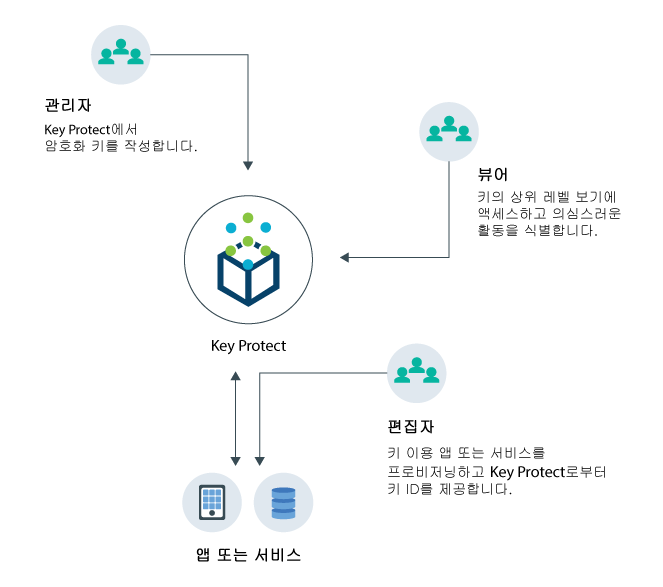 관리자
Key Protect에서
암호화 키를 작성합니다.
뷰어
키의 상위 레벨 보기에
액세스하고 의심스러운
활동을 식별합니다.
Key Protect
편집자
키 이용 앱 또는 서비스를
프로비저닝하고 Key Protect로부터
키 ID를 제공합니다.
앱 또는 서비스